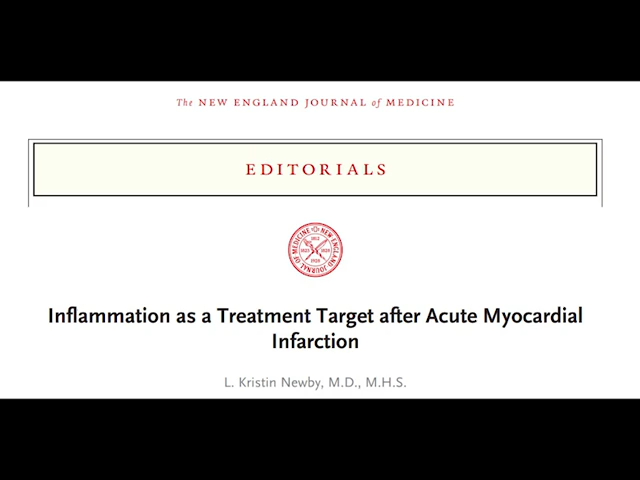 The NEW ENGLAND JOURNAL of MEDICINE
EDITORIALS
Inflammation as a Treatment Target after Acute Myocardial
Infarction
L. Kristin Newby, M.D., M.H.S.